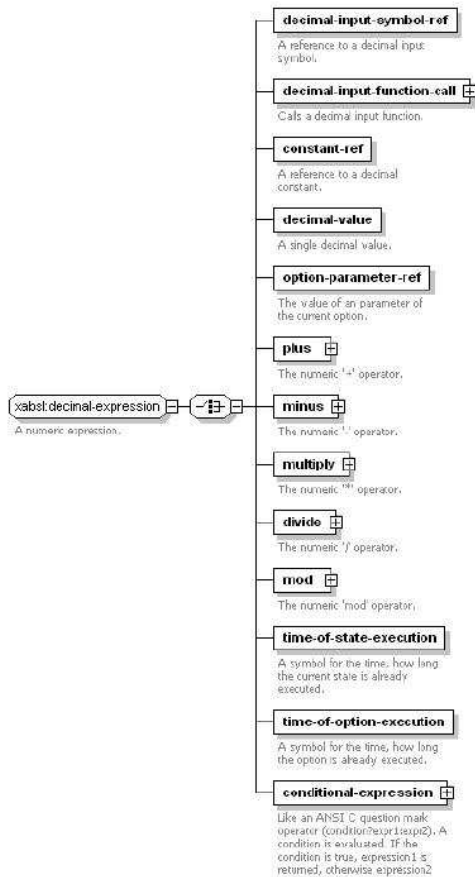 decimal-input-symbol-ref
A reference to a decimal input
symbol.
decimal-input-function-call
Calls a decimal input function.
constant-ref
A reference to a decimal
constant.
decimal-value
A single decimal value.
option-parameter-ref
The value of an parameter of
the current option.
plus
The numeric '+' operator.
xabsl:decinal-expression
A numeric expression.
minus
The numeric '-' operator.
multiply
The numeric '*' operator.
divide
The numeric '/' operator.
mod
The numeric 'mod' operator.
time-of-state-execution
A symbol for the time, how long
the current state is already
executed.
time-of-option-execution
A symbol for the time, how long
the option is already executed.
conditional-expression
Like an ANSI C question mark
operator (condition?expr1:expr2). A
condition is evaluated. If the
condition is true, expression1 is
returned, otherwise expression2